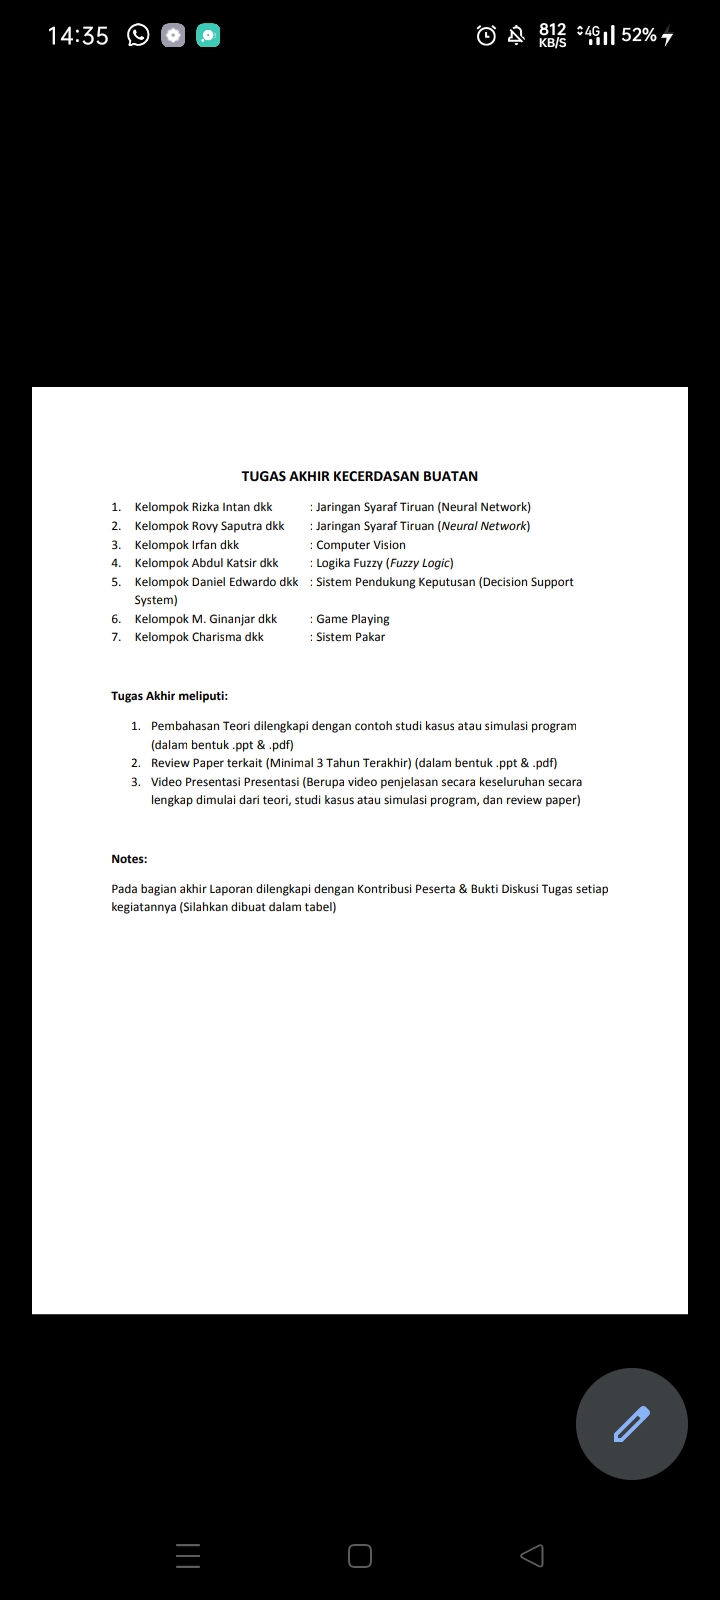 14:35
812 KB/S 4G 52%
TUGAS AKHIR KECERDASAN BUATAN
1. Kelompok Rizka Intan dkk : Jaringan Syaraf Tiruan (Neural Network)
2. Kelompok Rovy Saputra dkk : Jaringan Syaraf Tiruan (Neural Network)
3. Kelompok Irfan dkk : Computer Vision
4. Kelompok Abdul Katsir dkk : Logika Fuzzy (Fuzzy Logic)
5. Kelompok Daniel Edwardo dkk : Sistem Pendukung Keputusan (Decision Support
System)
6. Kelompok M. Ginanjar dkk : Game Playing
7. Kelompok Charisma dkk : Sistem Pakar
Tugas Akhir meliputi:
1. Pembahasan Teori dilengkapi dengan contoh studi kasus atau simulasi program
(dalam bentuk .ppt & .pdf)
2. Review Paper terkait (Minimal 3 Tahun Terakhir) (dalam bentuk .ppt & .pdf)
3. Video Presentasi Presentasi (Berupa video penjelasan secara keseluruhan secara
lengkap dimulai dari teori, studi kasus atau simulasi program, dan review paper)
Notes:
Pada bagian akhir Laporan dilengkapi dengan Kontribusi Peserta & Bukti Diskusi Tugas setiap
kegiatannya (Silahkan dibuat dalam tabel)